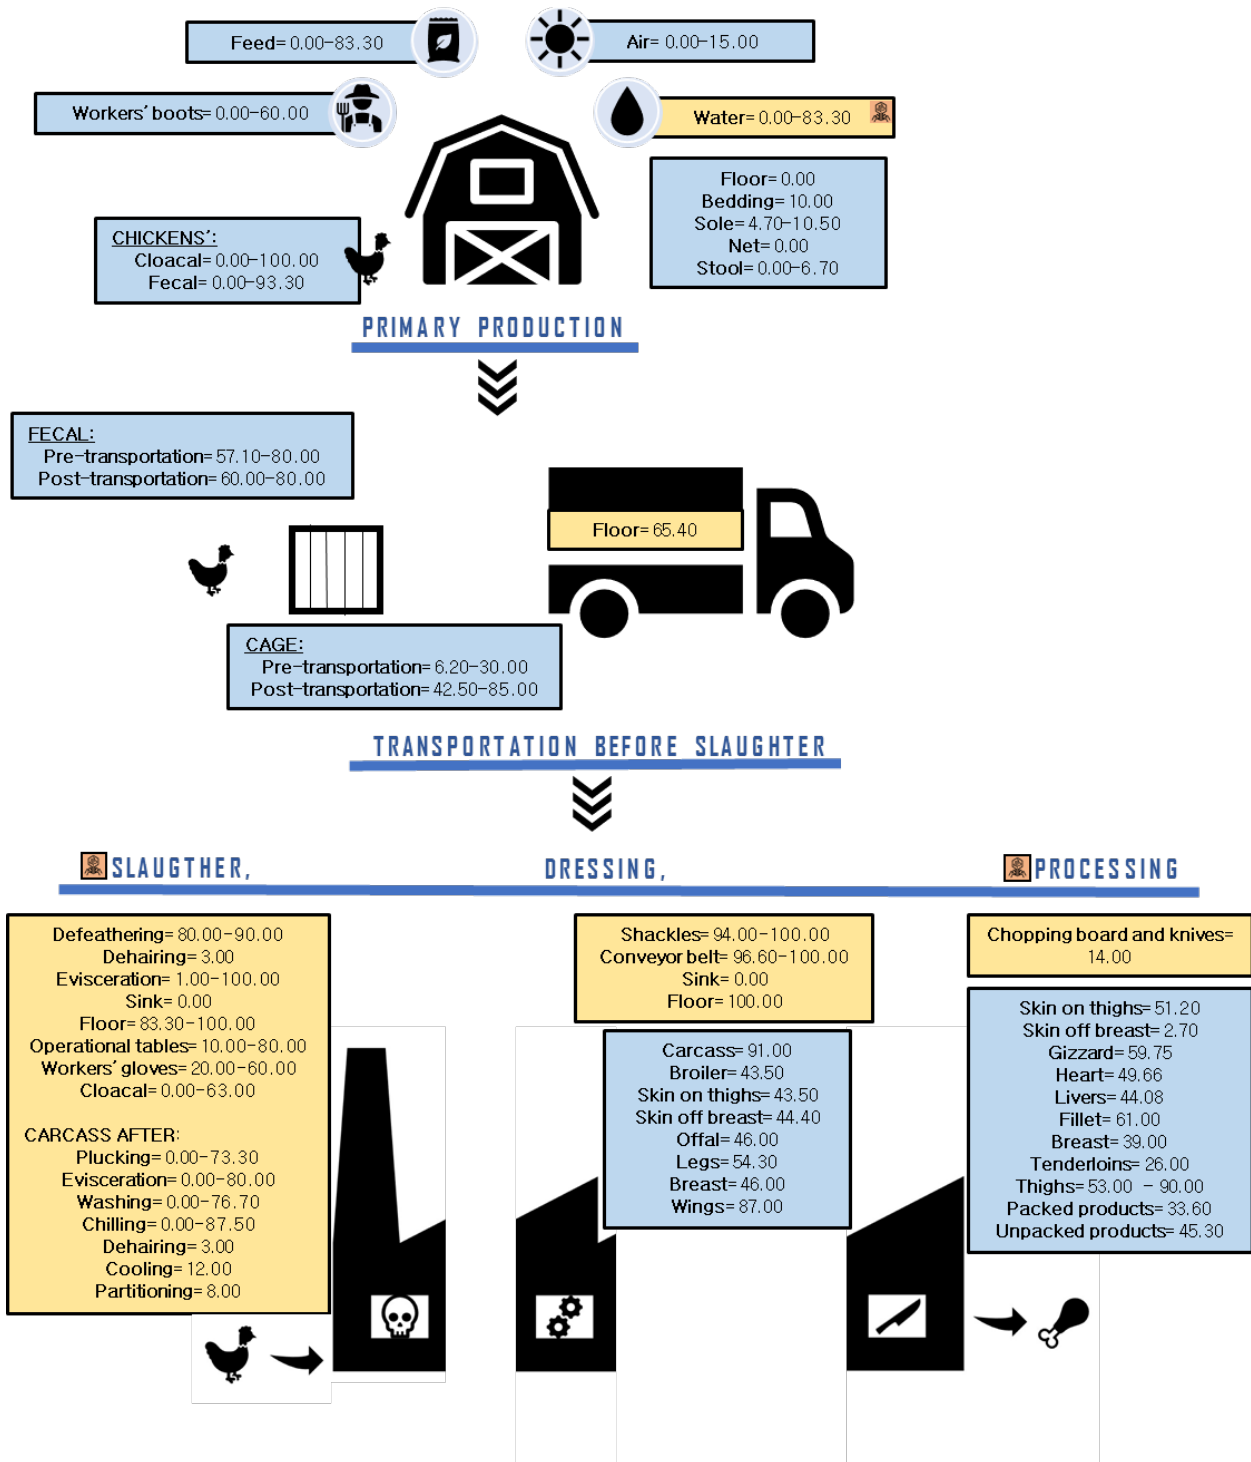 Feed= 0.00-83.30
Air= 0.00-15.00
Workers' boots= 0.00-60.00
Water= 0.00-83.30
Floor= 0.00
Bedding= 10.00
Sole= 4.70-10.50
Net= 0.00
Stool= 0.00-6.70
CHICKENS':
Cloacal= 0.00-100.00
Fecal= 0.00-93.30
PRIMARY PRODUCTION
FECAL:
Pre-transportation= 57.10-80.00
Post-transportation= 60.00-80.00
Floor= 65.40
CAGE:
Pre-transportation= 6.20-30.00
Post-transportation= 42.50-85.00
TRANSPORTATION BEFORE SLAUGHTER
SLAUGTHER, DRESSING, PROCESSING
Defeathering= 80.00-90.00
Dehairing= 3.00
Evisceration= 1.00-100.00
Sink= 0.00
Floor= 83.30-100.00
Operational tables= 10.00-80.00
Workers' gloves= 20.00-60.00
Cloacal= 0.00-63.00
CARCASS AFTER:
Plucking= 0.00-73.30
Evisceration= 0.00-80.00
Washing= 0.00-76.70
Chilling= 0.00-87.50
Dehairing= 3.00
Cooling= 12.00
Partitioning= 8.00
Shackles= 94.00-100.00
Conveyor belt= 96.60-100.00
Sink= 0.00
Floor= 100.00
Carcass= 91.00
Broiler= 43.50
Skin on thighs= 43.50
Skin off breast= 44.40
Offal= 46.00
Legs= 54.30
Breast= 46.00
Wings= 87.00
Chopping board and knives=
14.00
Skin on thighs= 51.20
Skin off breast= 2.70
Gizzard= 59.75
Heart= 49.66
Livers= 44.08
Fillet= 61.00
Breast= 39.00
Tenderloins= 26.00
Thighs= 53.00 - 90.00
Packed products= 33.60
Unpacked products= 45.30